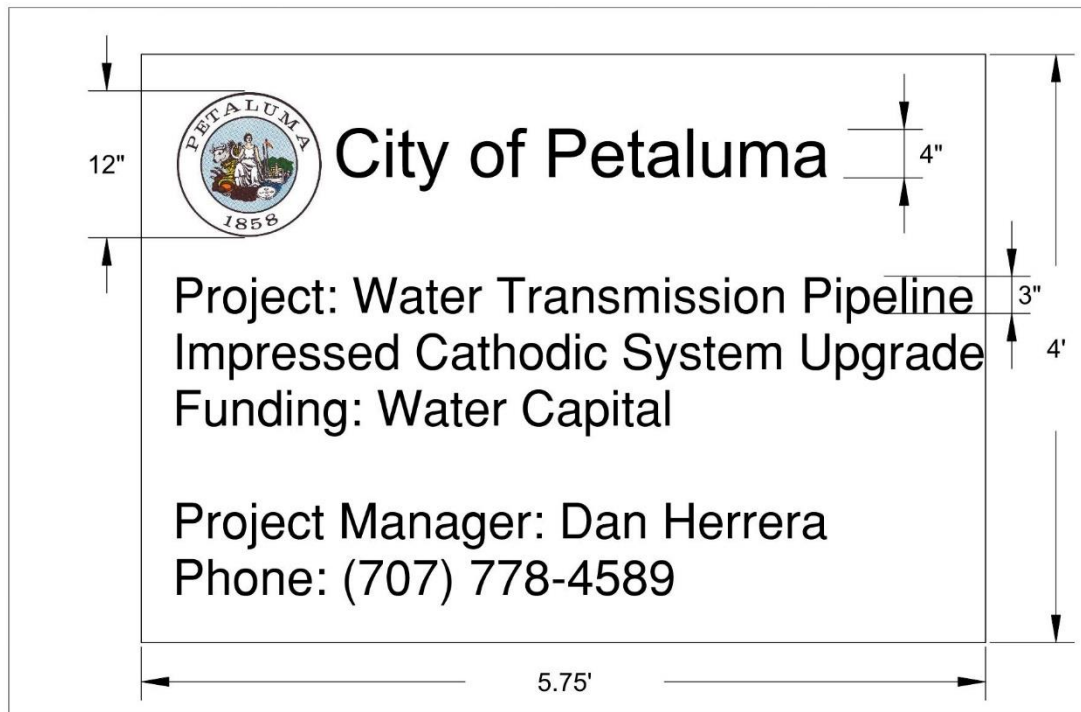 PETALUMA
1858
12"
City of Petaluma
4"
Project: Water Transmission Pipeline
3"
Impressed Cathodic System Upgrade
4'
Funding: Water Capital
Project Manager: Dan Herrera
Phone: (707) 778-4589
5.75'